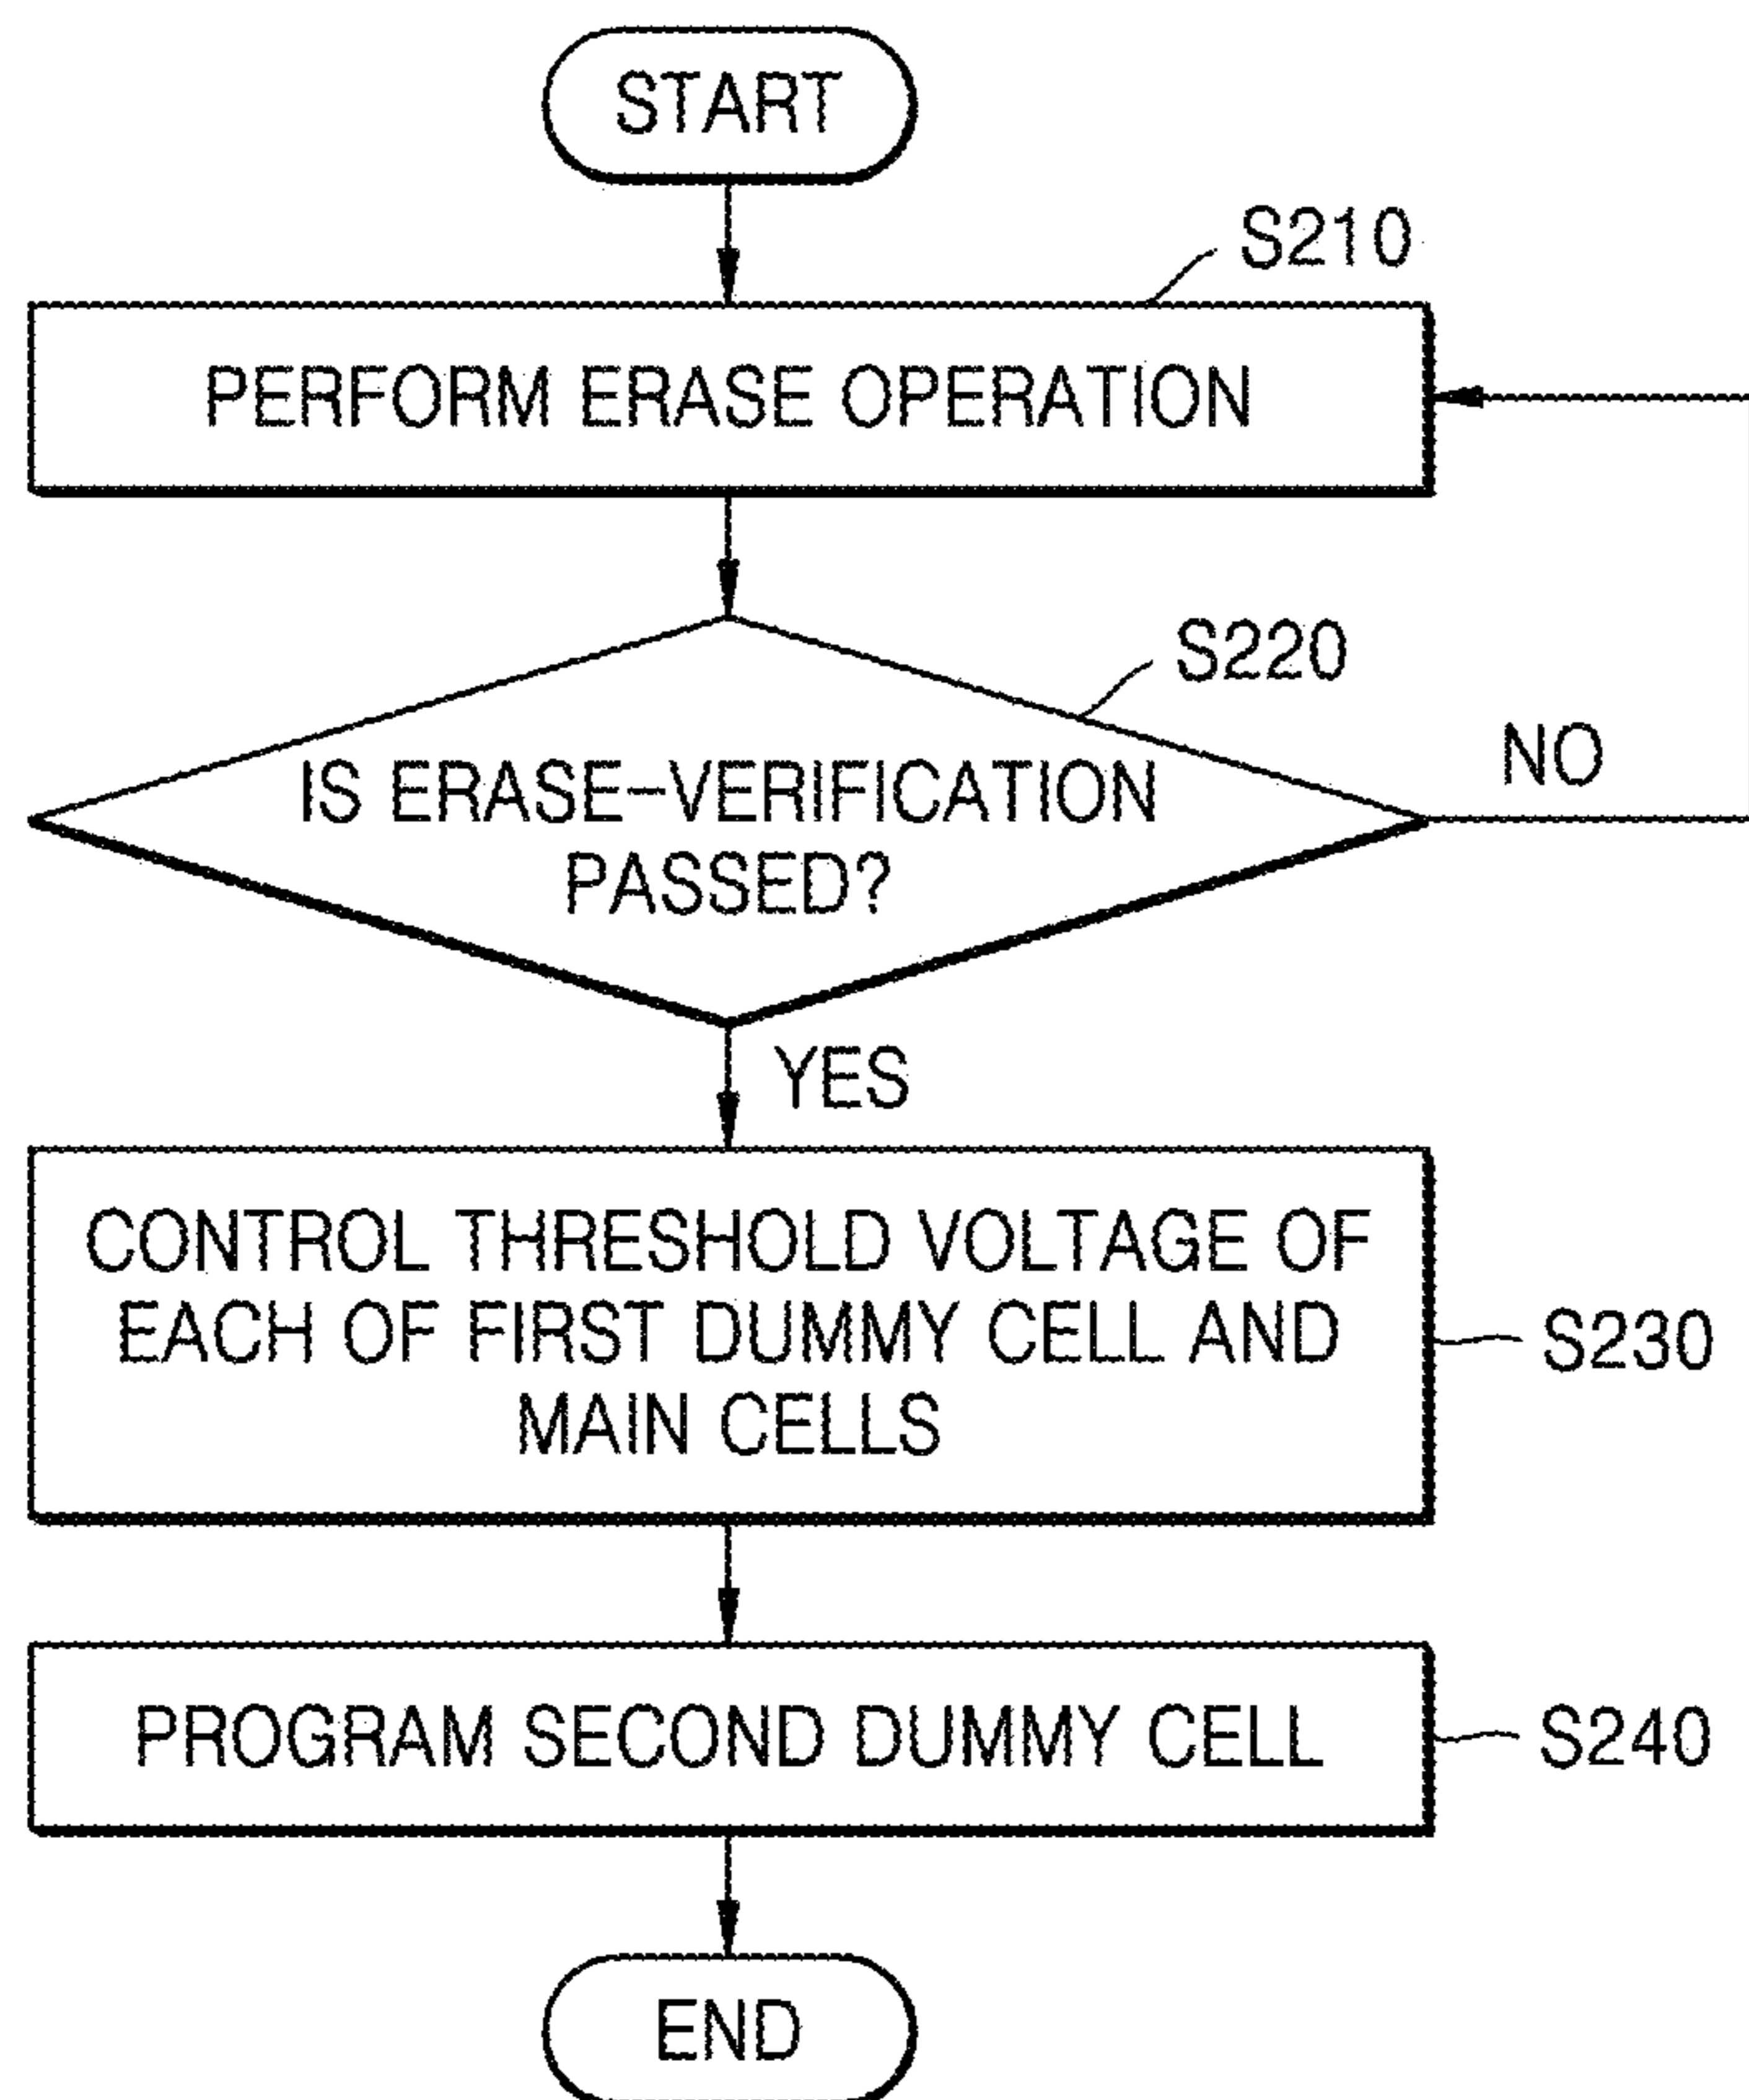 START
S210
PERFORM ERASE OPERATION
S220
IS ERASE-VERIFICATION
PASSED?
NO
YES
CONTROL THRESHOLD VOLTAGE OF
EACH OF FIRST DUMMY CELL AND
MAIN CELLS
S230
PROGRAM SECOND DUMMY CELL
S240
END